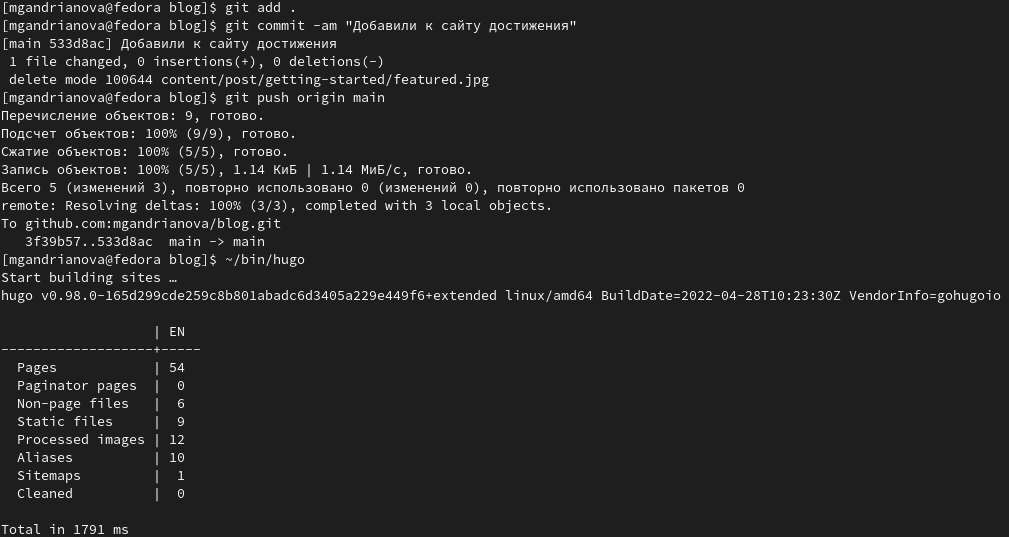 [mgandrianova@fedora blog]$ git add .
[mgandrianova@fedora blog]$ git commit -am "Добавили к сайту достижения"
[main 533d8ac] Добавили к сайту достижения
 1 file changed, 0 insertions(+), 0 deletions(-)
 delete mode 100644 content/post/getting-started/featured.jpg
[mgandrianova@fedora blog]$ git push origin main
Перечисление объектов: 9, готово.
Подсчет объектов: 100% (9/9), готово.
Сжатие объектов: 100% (5/5), готово.
Запись объектов: 100% (5/5), 1.14 КиБ | 1.14 МиБ/с, готово.
Всего 5 (изменений 3), повторно использовано 0 (изменений 0), повторно использовано пакетов 0
remote: Resolving deltas: 100% (3/3), completed with 3 local objects.
To github.com:mgandrianova/blog.git
   3f39b57..533d8ac  main -> main
[mgandrianova@fedora blog]$ ~/bin/hugo
Start building sites …
hugo v0.98.0-165d299cde259c8b801abadc6d3405a229e449f6+extended linux/amd64 BuildDate=2022-04-28T10:23:30Z VendorInfo=gohugoio
                   | EN
-------------------+-----
  Pages            | 54
  Paginator pages  |  0
  Non-page files   |  6
  Static files     |  9
  Processed images | 12
  Aliases          | 10
  Sitemaps         |  1
  Cleaned          |  0
Total in 1791 ms